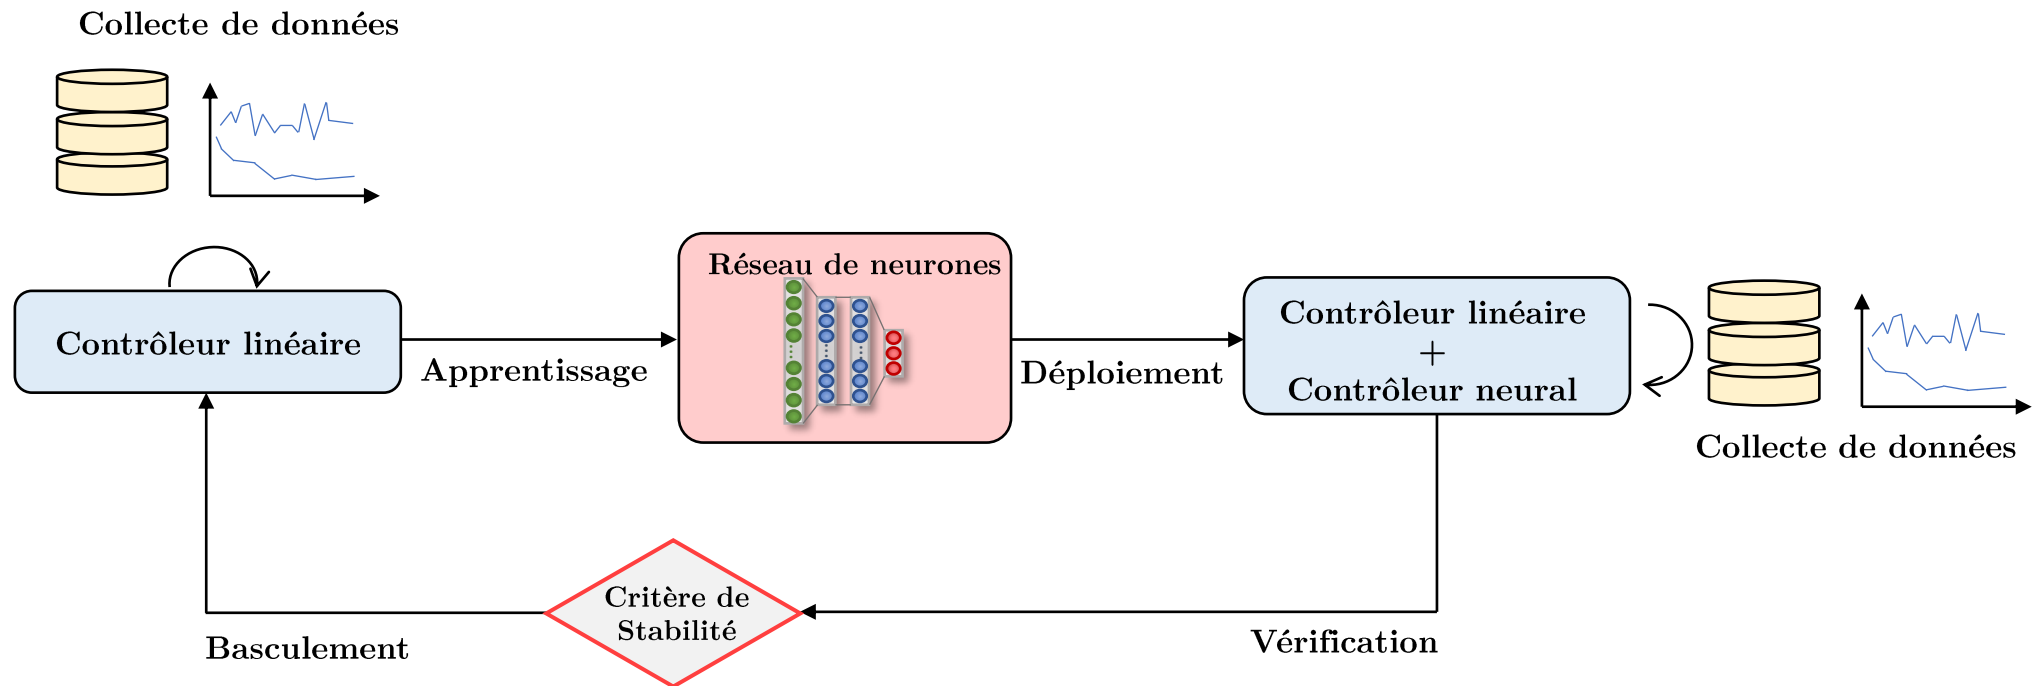 Collecte de données
Contrôleur linéaire
Apprentissage
Réseau de neurones
Déploiement
Contrôleur linéaire
+
Contrôleur neural
Collecte de données
Vérification
Critère de
Stabilité
Basculement